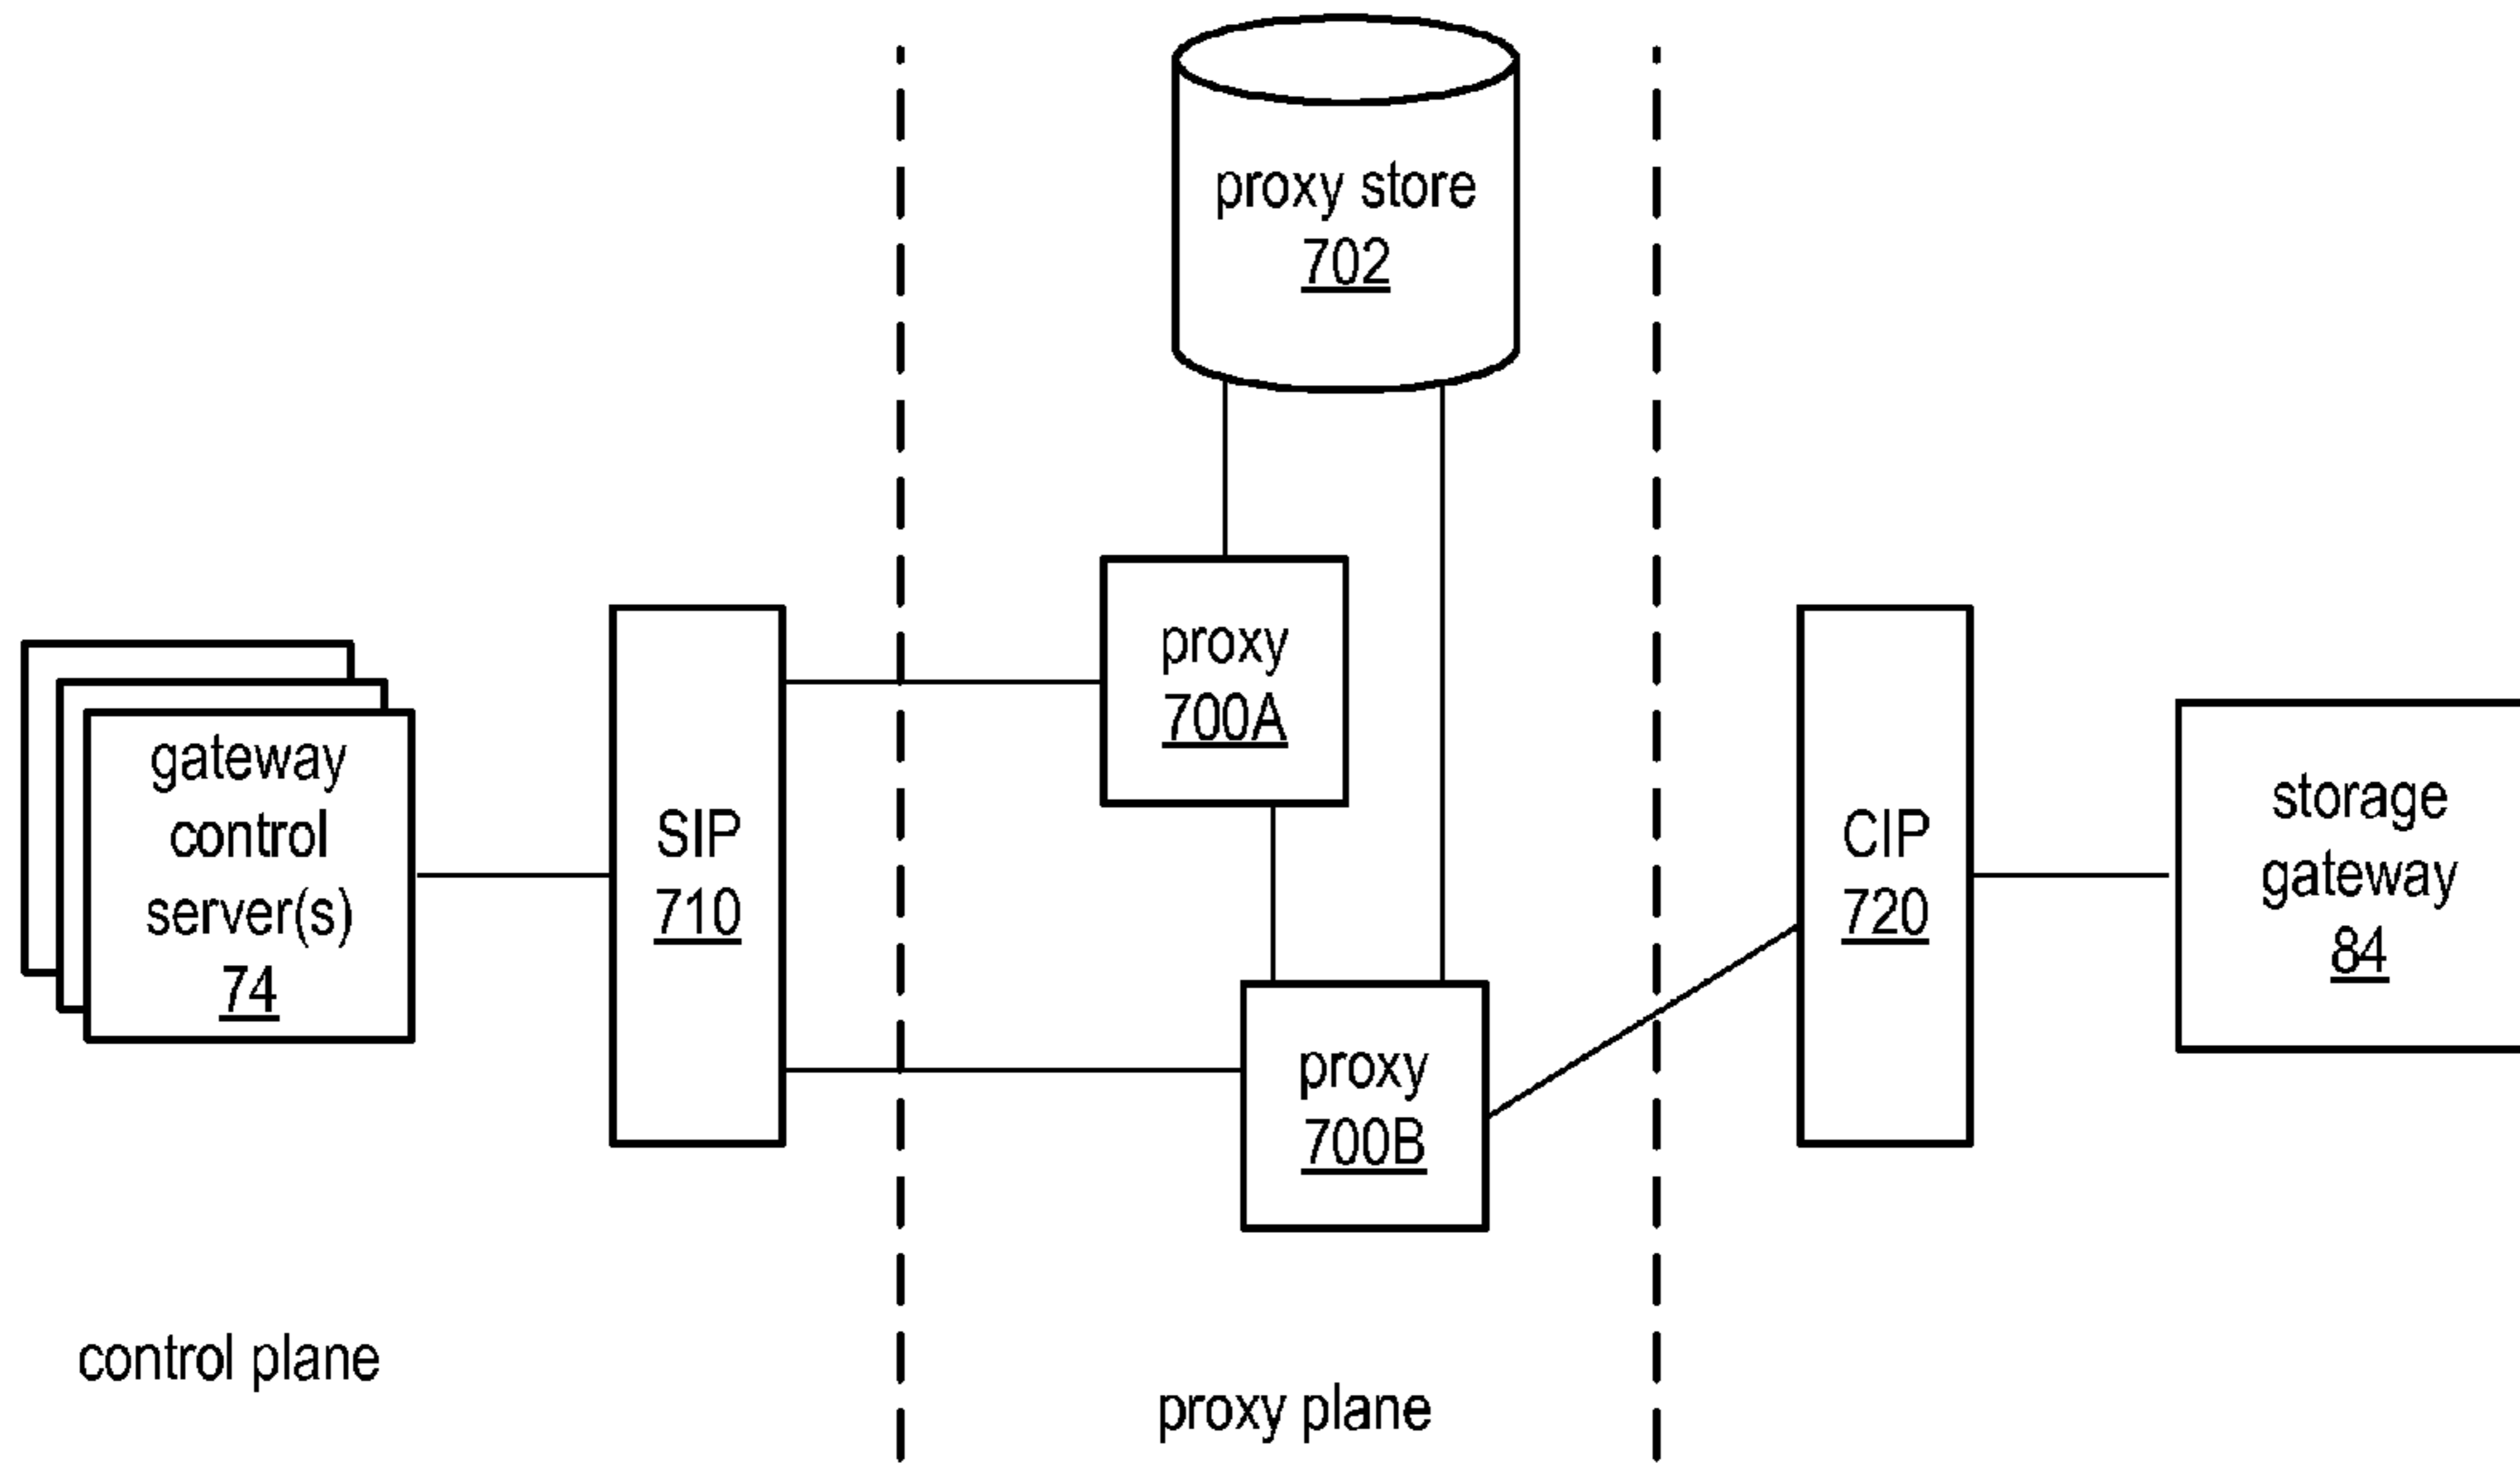 proxy store
702
proxy
700A
gateway
control
server(s)
74
SIP
710
CIP
720
storage
gateway
84
proxy
700B
control plane
proxy plane